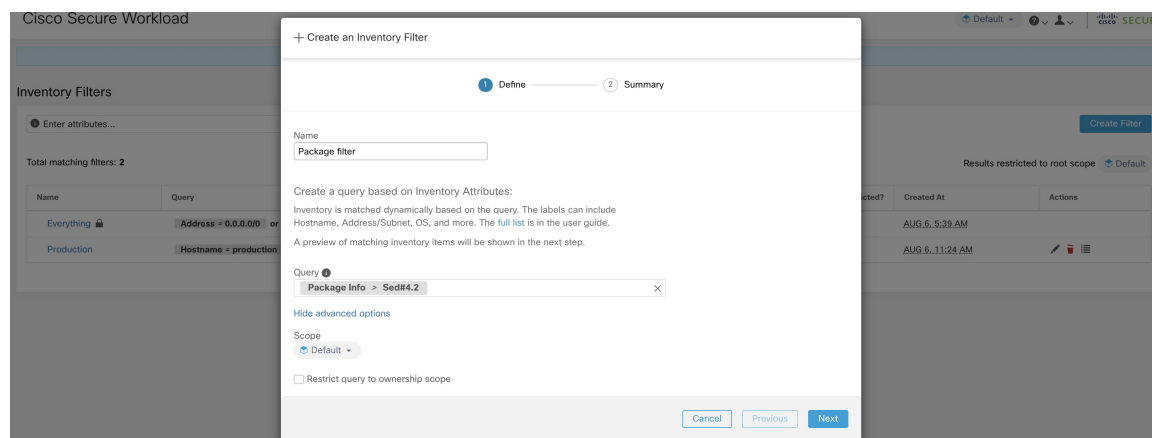 Cisco Secure Workload
Default
cisco SECU
+ Create an Inventory Filter
1 Define 2 Summary
Inventory Filters
Enter attributes...
Create Filter
Total matching filters: 2
Results restricted to root scope Default
Name
Package filter
Create a query based on Inventory Attributes:
Inventory is matched dynamically based on the query. The labels can include
Hostname, Address/Subnet, OS, and more. The full list is in the user guide.
A preview of matching inventory items will be shown in the next step.
Query
Package Info > Sed#4.2
Hide advanced options
Scope
Default
Restrict query to ownership scope
Cancel Previous Next
Name Query icted? Created At Actions
Everything Address = 0.0.0.0/0 or AUG 6, 5:39 AM
Production Hostname = production AUG 6, 11:24 AM